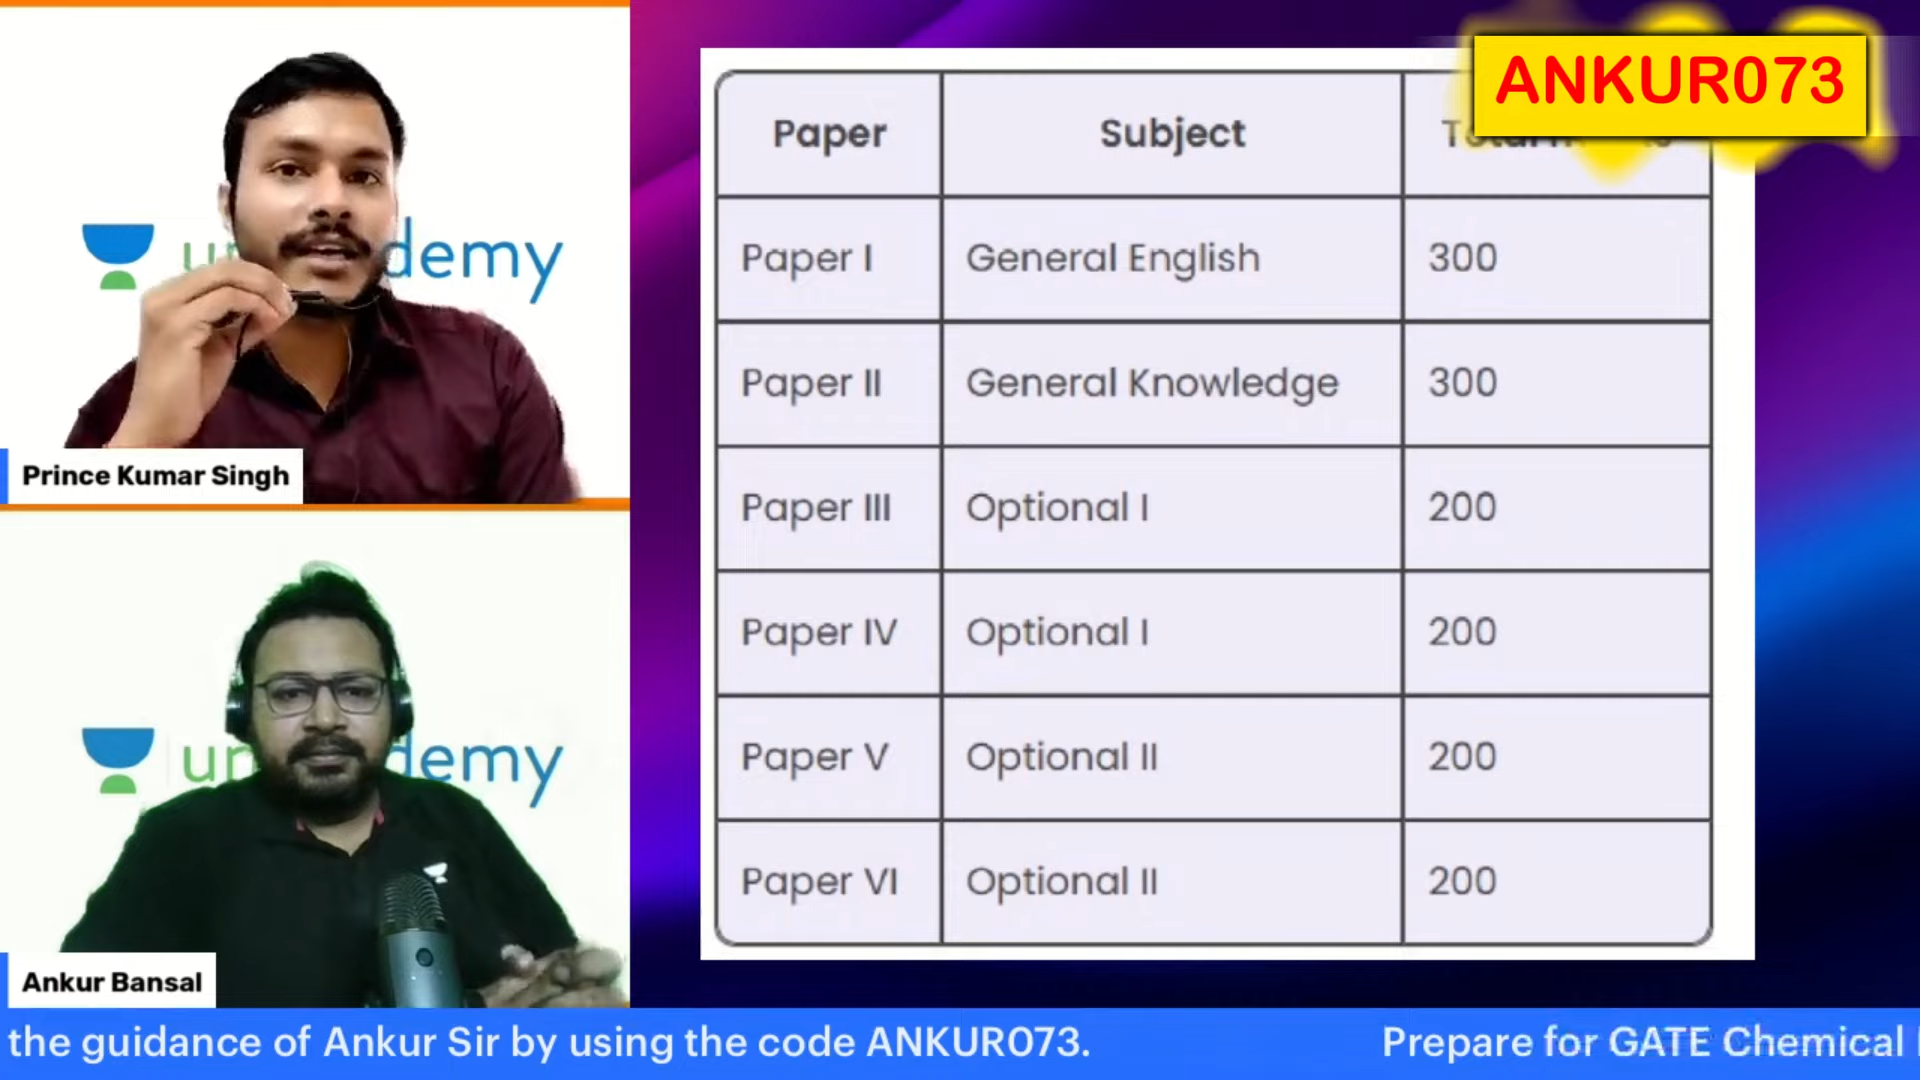 ANKUR073
Paper Subject
Paper I General English 300
Paper II General Knowledge 300
Paper III Optional I 200
Paper IV Optional I 200
Paper V Optional II 200
Paper VI Optional II 200
demy
Prince Kumar Singh
demy
Ankur Bansal
the guidance of Ankur Sir by using the code ANKUR073. Prepare for GATE Chemical